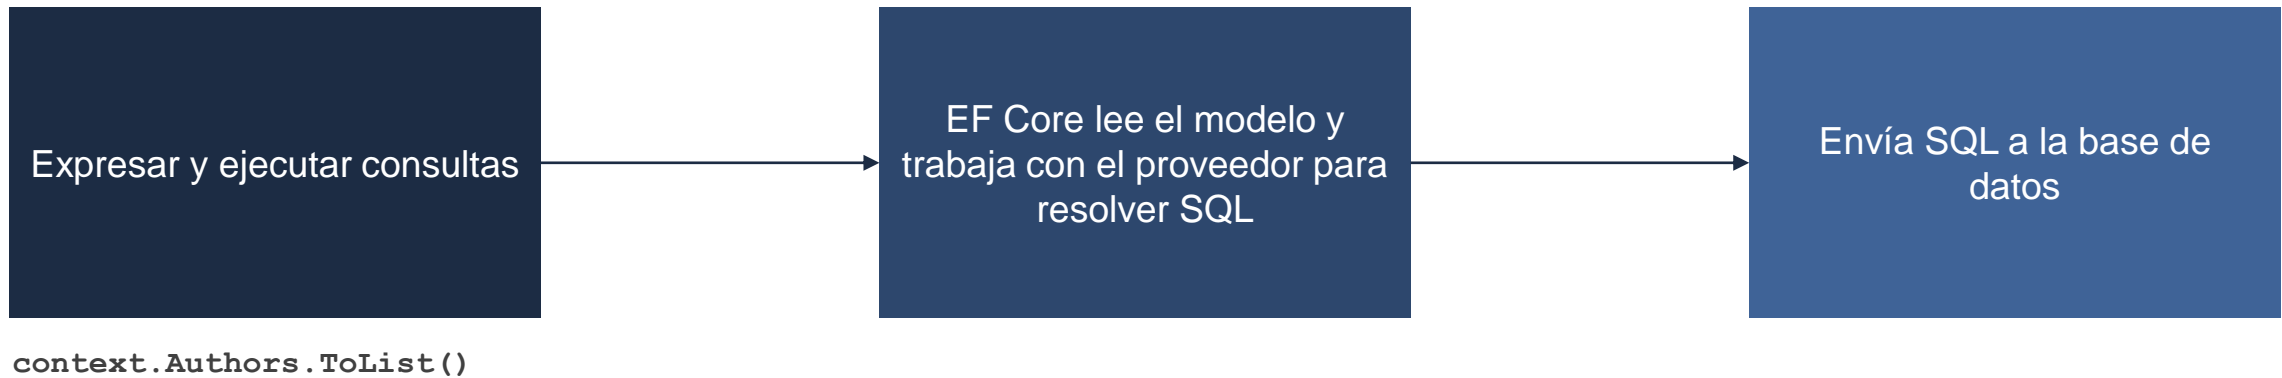 Expresar y ejecutar consultas
EF Core lee el modelo y
trabaja con el proveedor para
resolver SQL
Envía SQL a la base de
datos
context.Authors.ToList()